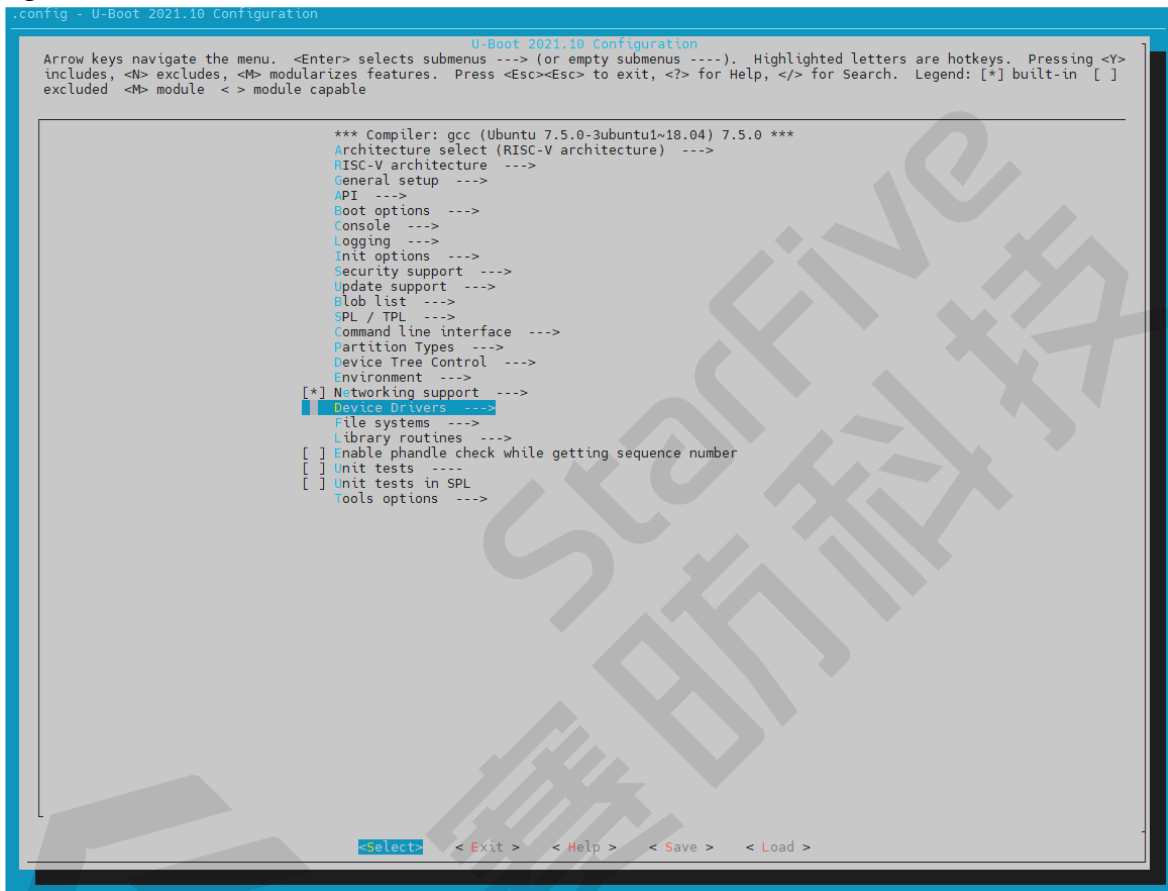 .config - U-Boot 2021.10 Configuration
U-Boot 2021.10 Configuration
Arrow keys navigate the menu.  <Enter> selects submenus ---> (or empty submenus ----).  Highlighted letters are hotkeys.  Pressing <Y>
includes, <N> excludes, <M> modularizes features.  Press <Esc><Esc> to exit, <?> for Help, </> for Search.  Legend: [*] built-in  [ ]
excluded  <M> module  < > module capable
*** Compiler: gcc (Ubuntu 7.5.0-3ubuntu1~18.04) 7.5.0 ***
Architecture select (RISC-V architecture)  --->
RISC-V architecture  --->
General setup  --->
API  --->
Boot options  --->
Console  --->
Logging  --->
Init options  --->
Security support  --->
Update support  --->
Blob list  --->
SPL / TPL  --->
Command line interface  --->
Partition Types  --->
Device Tree Control  --->
Environment  --->
[*] Networking support  --->
Device Drivers  --->
File systems  --->
Library routines  --->
[ ] Enable phandle check while getting sequence number
[ ] Unit tests  ----
[ ] Unit tests in SPL
Tools options  --->
<Select>    < Exit >    < Help >    < Save >    < Load >
StarFive
赛昉科技